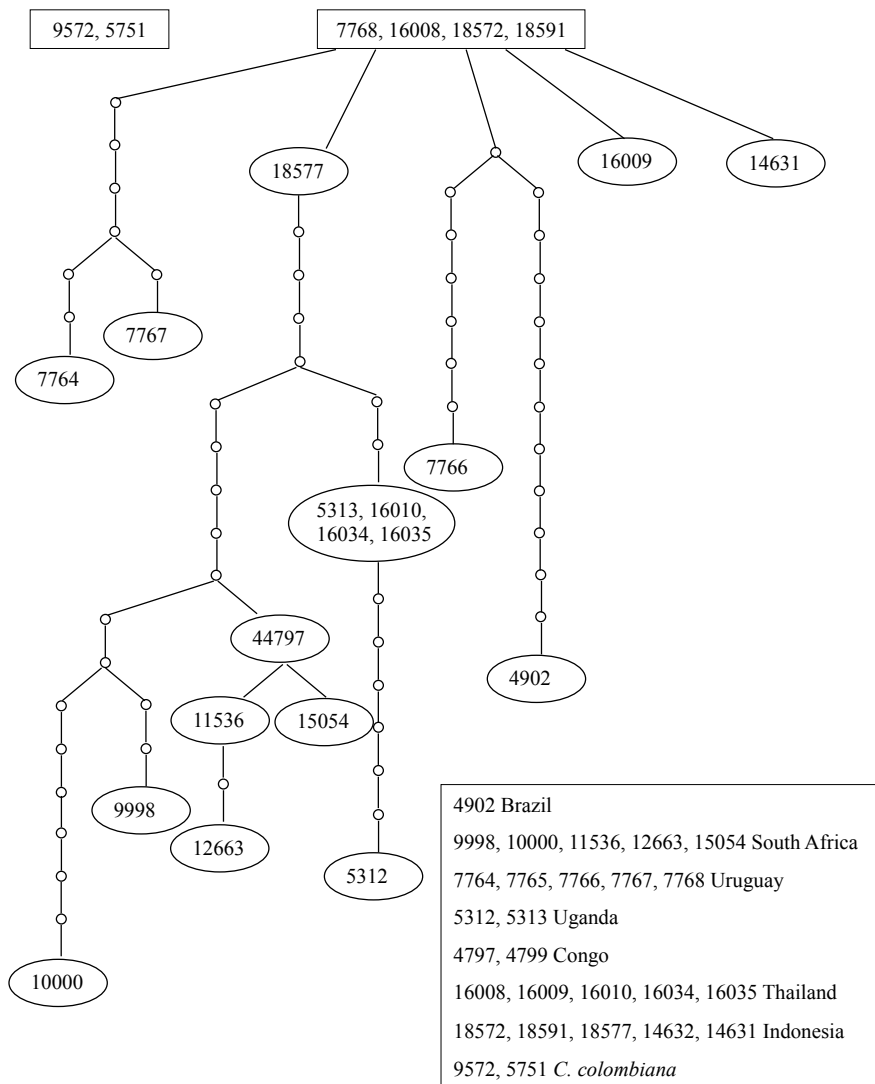 9572, 5751
7768, 16008, 18572, 18591
18577
16009
14631
7767
7764
7766
5313, 16010,
16034, 16035
44797
4902
11536
15054
9998
12663
5312
10000
4902 Brazil
9998, 10000, 11536, 12663, 15054 South Africa
7764, 7765, 7766, 7767, 7768 Uruguay
5312, 5313 Uganda
4797, 4799 Congo
16008, 16009, 16010, 16034, 16035 Thailand
18572, 18591, 18577, 14632, 14631 Indonesia
9572, 5751 C. colombiana